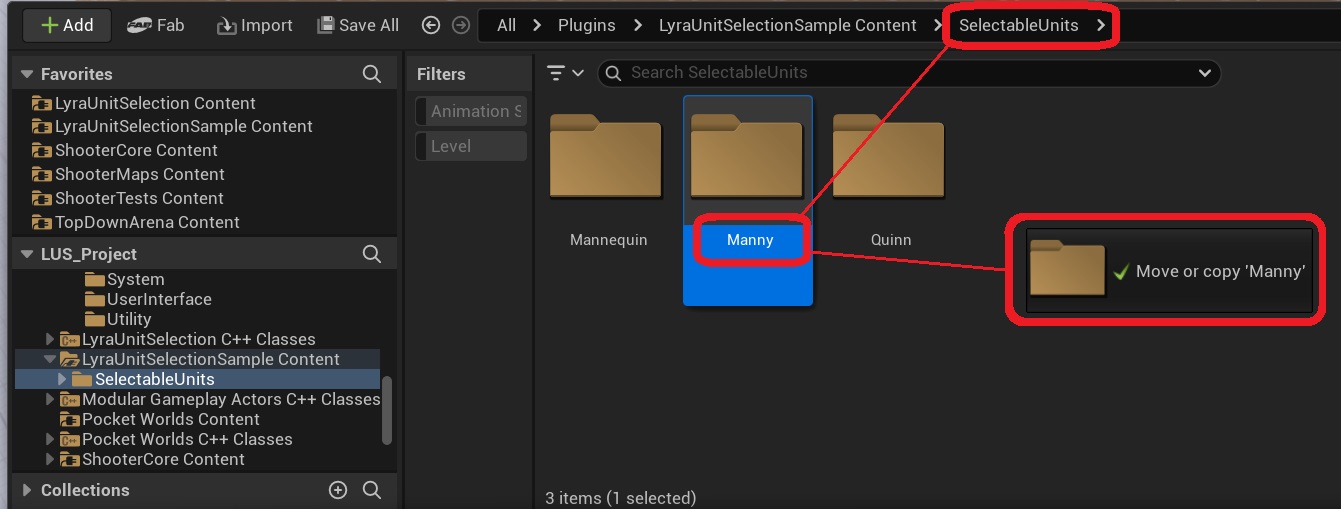 Add
Fab
Import
Save All
All > Plugins > LyraUnitSelectionSample Content > SelectableUnits >
Favorites
LyraUnitSelection Content
LyraUnitSelectionSample Content
ShooterCore Content
ShooterMaps Content
ShooterTests Content
TopDownArena Content
LUS_Project
System
UserInterface
Utility
LyraUnitSelection C++ Classes
LyraUnitSelectionSample Content
SelectableUnits
Modular Gameplay Actors C++ Classes
Pocket Worlds Content
Pocket Worlds C++ Classes
ShooterCore Content
Collections
Filters
Animation S
Level
Search SelectableUnits
Mannequin
Manny
Quinn
Move or copy 'Manny'
3 items (1 selected)